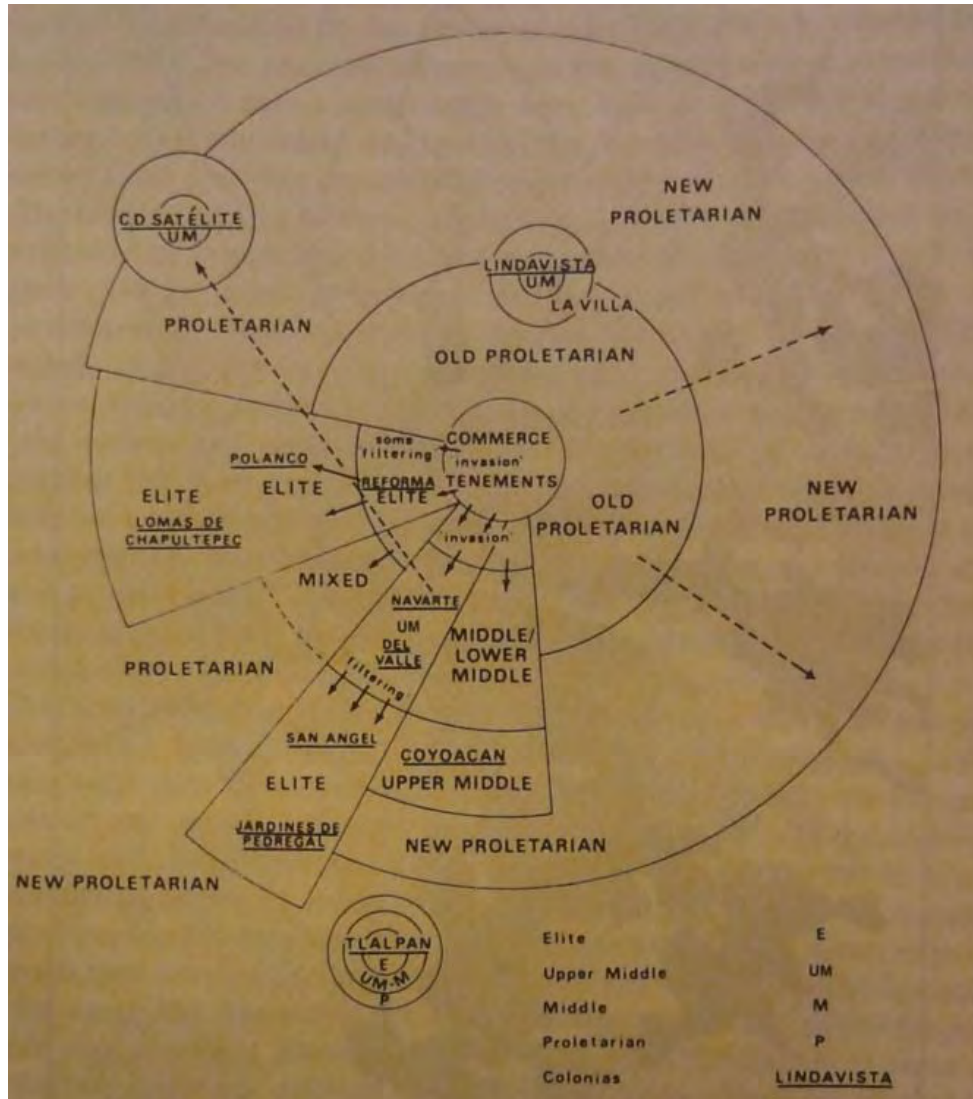 NEW
PROLETARIAN
CD SATÉLITE
UM
LINDAVISTA
UM
LA VILLA
PROLETARIAN
OLD PROLETARIAN
some
'filtering'
COMMERCE
'invasion'
TENEMENTS
POLANCO
ELITE
REFORMA
ELITE
ELITE
LOMAS DE
CHAPULTEPEC
OLD
PROLETARIAN
NEW
PROLETARIAN
'invasion'
MIXED
NAVARTE
UM
DEL
VALLE
MIDDLE/
LOWER
MIDDLE
PROLETARIAN
'filtering'
SAN ANGEL
ELITE
JARDINES DE
PEDREGAL
COYOACAN
UPPER MIDDLE
NEW PROLETARIAN
NEW PROLETARIAN
TLALPAN
E
UM-M
P
Elite E
Upper Middle UM
Middle M
Proletarian P
Colonias LINDAVISTA